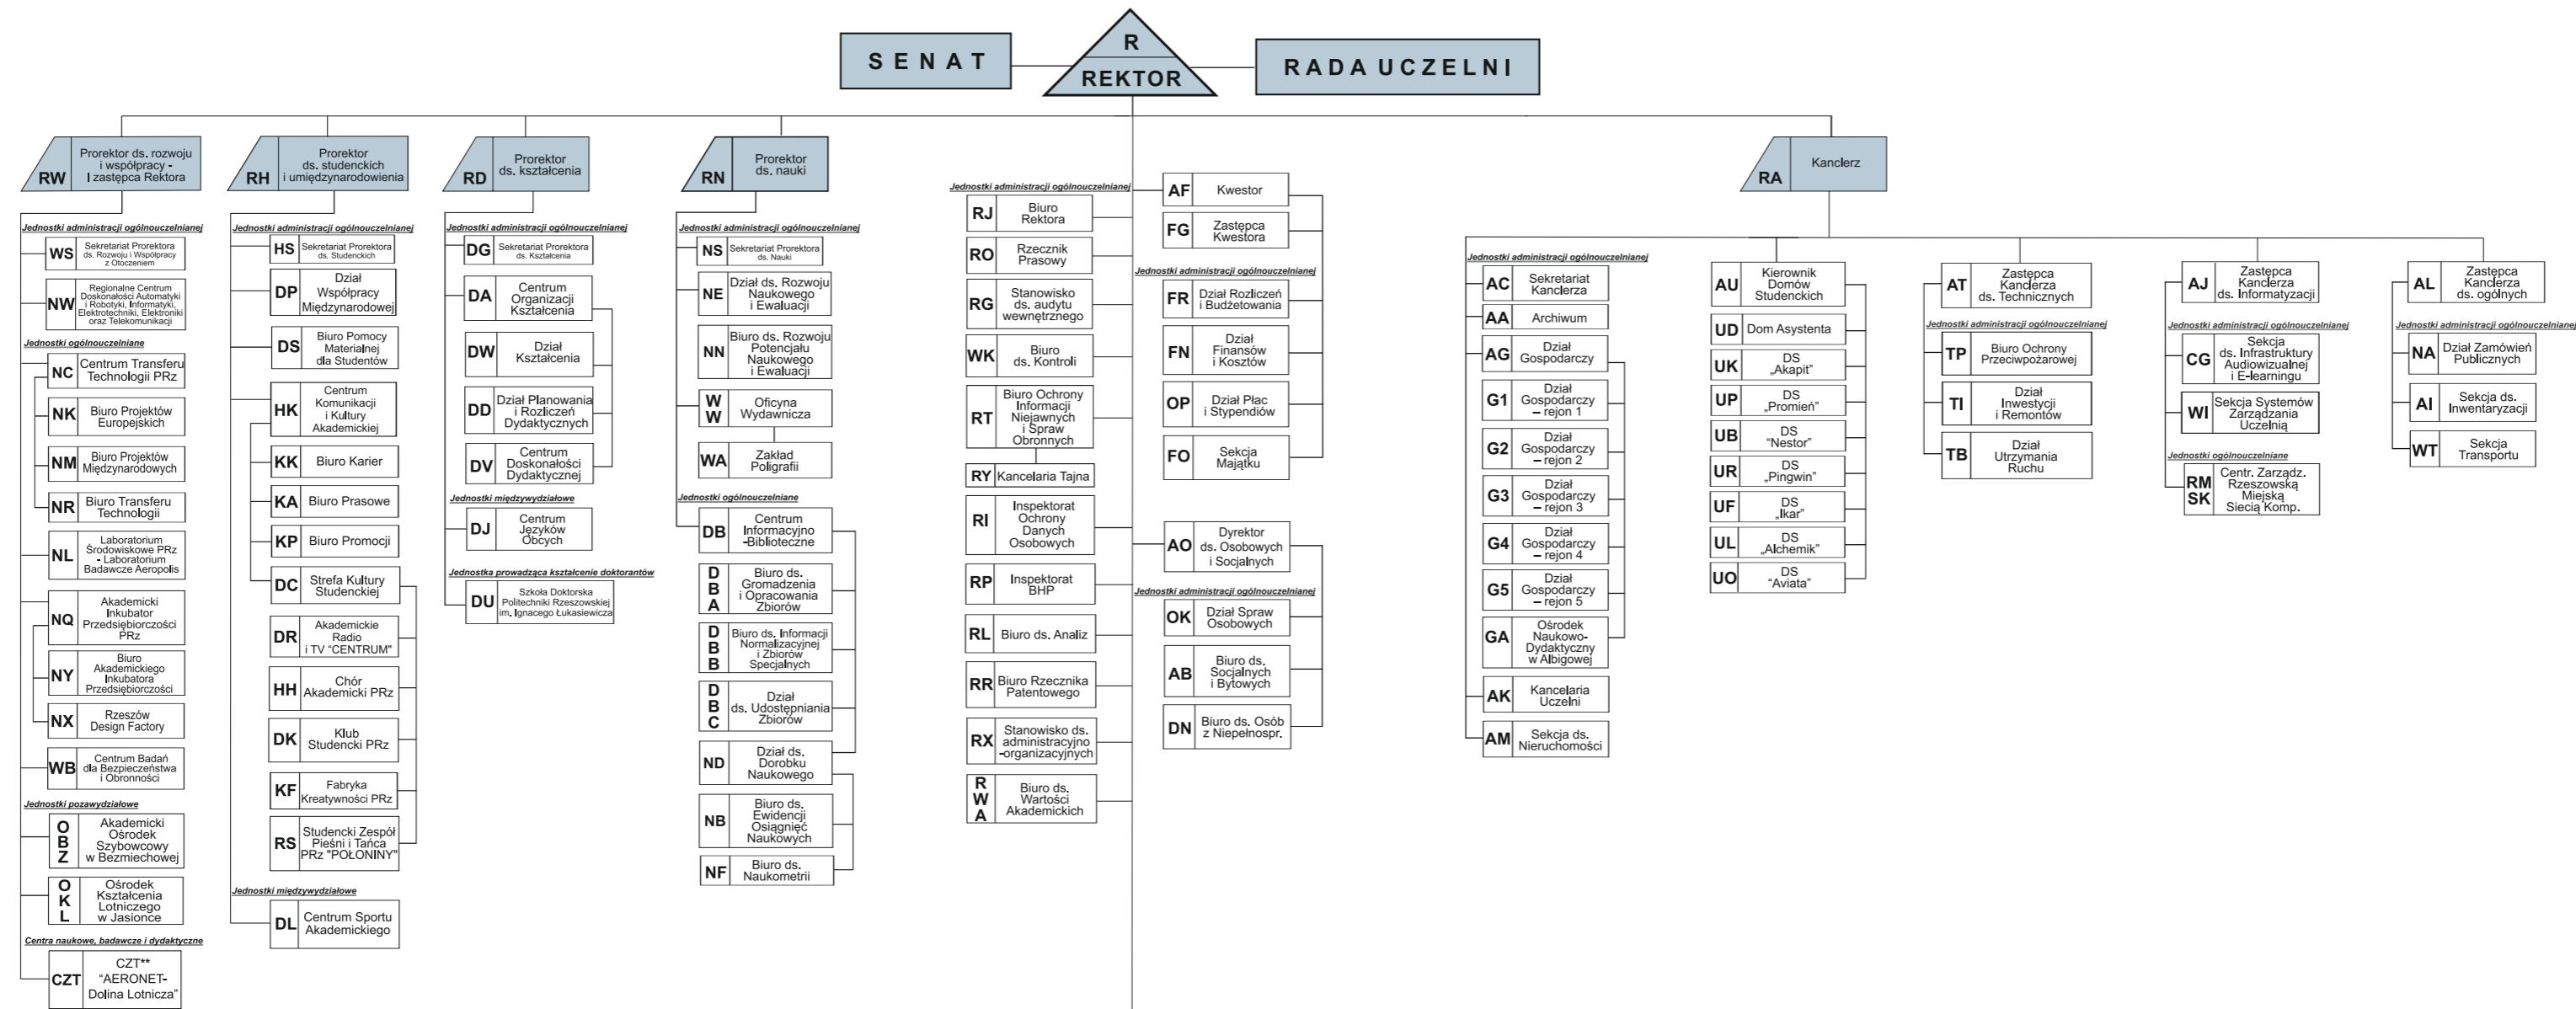 SENAT
R
REKTOR
RADA UCZELNI
RW
Prorektor ds. rozwoju
i współpracy -
I zastępca Rektora
Jednostki administracji ogólnouczelnianej
WS
Sekretariat Prorektora
ds. Rozwoju i Współpracy
z Otoczeniem
NW
Regionalne Centrum
Doskonałości Automatyki
i Robotyki, Informatyki,
Elektrotechniki, Elektroniki
oraz Telekomunikacji
Jednostki ogólnouczelniane
NC
Centrum Transferu
Technologii PRz
NK
Biuro Projektów
Europejskich
NM
Biuro Projektów
Międzynarodowych
NR
Biuro Transferu
Technologii
NL
Laboratorium
Środowiskowe PRz
- Laboratorium
Badawcze Aeropolis
NQ
Akademicki
Inkubator
Przedsiębiorczości
PRz
NY
Biuro
Akademickiego
Inkubatora
Przedsiębiorczości
NX
Rzeszów
Design Factory
WB
Centrum Badań
dla Bezpieczeństwa
i Obronności
Jednostki pozawydziałowe
O
B
Z
Akademicki
Ośrodek
Szybowcowy
w Bezmiechowej
O
K
L
Ośrodek
Kształcenia
Lotniczego
w Jasionce
Centra naukowe, badawcze i dydaktyczne
CZT
CZT**
“AERONET-
Dolina Lotnicza”
RH
Prorektor
ds. studenckich
i umiędzynarodowienia
Jednostki administracji ogólnouczelnianej
HS
Sekretariat Prorektora
ds. Studenckich
DP
Dział
Współpracy
Międzynarodowej
DS
Biuro Pomocy
Materialnej
dla Studentów
HK
Centrum
Komunikacji
i Kultury
Akademickiej
KK
Biuro Karier
KA
Biuro Prasowe
KP
Biuro Promocji
DC
Strefa Kultury
Studenckiej
DR
Akademickie
Radio
i TV “CENTRUM”
HH
Chór
Akademicki PRz
DK
Klub
Studencki PRz
KF
Fabryka
Kreatywności PRz
RS
Studencki Zespół
Pieśni i Tańca
PRz "POŁONINY"
Jednostki międzywydziałowe
DL
Centrum Sportu
Akademickiego
RD
Prorektor
ds. kształcenia
Jednostki administracji ogólnouczelnianej
DG
Sekretariat Prorektora
ds. Kształcenia
DA
Centrum
Organizacji
Kształcenia
DW
Dział
Kształcenia
DD
Dział Planowania
i Rozliczeń
Dydaktycznych
DV
Centrum
Doskonałości
Dydaktycznej
Jednostki międzywydziałowe
DJ
Centrum
Języków
Obcych
Jednostka prowadząca kształcenie doktorantów
DU
Szkoła Doktorska
Politechniki Rzeszowskiej
im. Ignacego Łukasiewicza
RN
Prorektor
ds. nauki
Jednostki administracji ogólnouczelnianej
NS
Sekretariat Prorektora
ds. Nauki
NE
Dział ds. Rozwoju
Naukowego
i Ewaluacji
NN
Biuro ds. Rozwoju
Potencjału
Naukowego
i Ewaluacji
W
W
Oficyna
Wydawnicza
WA
Zakład
Poligrafii
Jednostki ogólnouczelniane
DB
Centrum
Informacyjno
-Biblioteczne
D
B
A
Biuro ds.
Gromadzenia
i Opracowania
Zbiorów
D
B
B
Biuro ds. Informacji
Normalizacyjnej
i Zbiorów
Specjalnych
D
B
C
Dział
ds. Udostępniania
Zbiorów
ND
Dział ds.
Dorobku
Naukowego
NB
Biuro ds.
Ewidencji
Osiągnięć
Naukowych
NF
Biuro ds.
Naukometrii
Jednostki administracji ogólnouczelnianej
RJ
Biuro
Rektora
RO
Rzecznik
Prasowy
RG
Stanowisko
ds. audytu
wewnętrznego
WK
Biuro
ds. Kontroli
RT
Biuro Ochrony
Informacji
Niejawnych
i Spraw
Obronnych
RY
Kancelaria Tajna
RI
Inspektorat
Ochrony
Danych
Osobowych
RP
Inspektorat
BHP
RL
Biuro ds. Analiz
RR
Biuro Rzecznika
Patentowego
RX
Stanowisko ds.
administracyjno
-organizacyjnych
R
W
A
Biuro ds.
Wartości
Akademickich
AF
Kwestor
FG
Zastępca
Kwestora
Jednostki administracji ogólnouczelnianej
FR
Dział Rozliczeń
i Budżetowania
FN
Dział
Finansów
i Kosztów
OP
Dział Płac
i Stypendiów
FO
Sekcja
Majątku
AO
Dyrektor
ds. Osobowych
i Socjalnych
Jednostki administracji ogólnouczelnianej
OK
Dział Spraw
Osobowych
AB
Biuro ds.
Socjalnych
i Bytowych
DN
Biuro ds. Osób
z Niepełnospr.
RA
Kanclerz
Jednostki administracji ogólnouczelnianej
AC
Sekretariat
Kanclerza
AA
Archiwum
AG
Dział
Gospodarczy
G1
Dział
Gospodarczy
– rejon 1
G2
Dział
Gospodarczy
– rejon 2
G3
Dział
Gospodarczy
– rejon 3
G4
Dział
Gospodarczy
– rejon 4
G5
Dział
Gospodarczy
– rejon 5
GA
Ośrodek
Naukowo-
Dydaktyczny
w Albigowej
AK
Kancelaria
Uczelni
AM
Sekcja ds.
Nieruchomości
AU
Kierownik
Domów
Studenckich
UD
Dom Asystenta
UK
DS
„Akapit”
UP
DS
„Promień”
UB
DS
“Nestor”
UR
DS
„Pingwin”
UF
DS
„Ikar”
UL
DS
„Alchemik”
UO
DS
“Aviata”
AT
Zastępca
Kanclerza
ds. Technicznych
Jednostki administracji ogólnouczelnianej
TP
Biuro Ochrony
Przeciwpożarowej
TI
Dział
Inwestycji
i Remontów
TB
Dział
Utrzymania
Ruchu
AJ
Zastępca
Kanclerza
ds. Informatyzacji
Jednostki administracji ogólnouczelnianej
CG
Sekcja
ds. Infrastruktury
Audiowizualnej
i E-learningu
WI
Sekcja Systemów
Zarządzania
Uczelnią
Jednostki ogólnouczelniane
RM
SK
Centr. Zarządz.
Rzeszowską
Miejską
Siecią Komp.
AL
Zastępca
Kanclerza
ds. ogólnych
Jednostki administracji ogólnouczelnianej
NA
Dział Zamówień
Publicznych
AI
Sekcja ds.
Inwentaryzacji
WT
Sekcja
Transportu